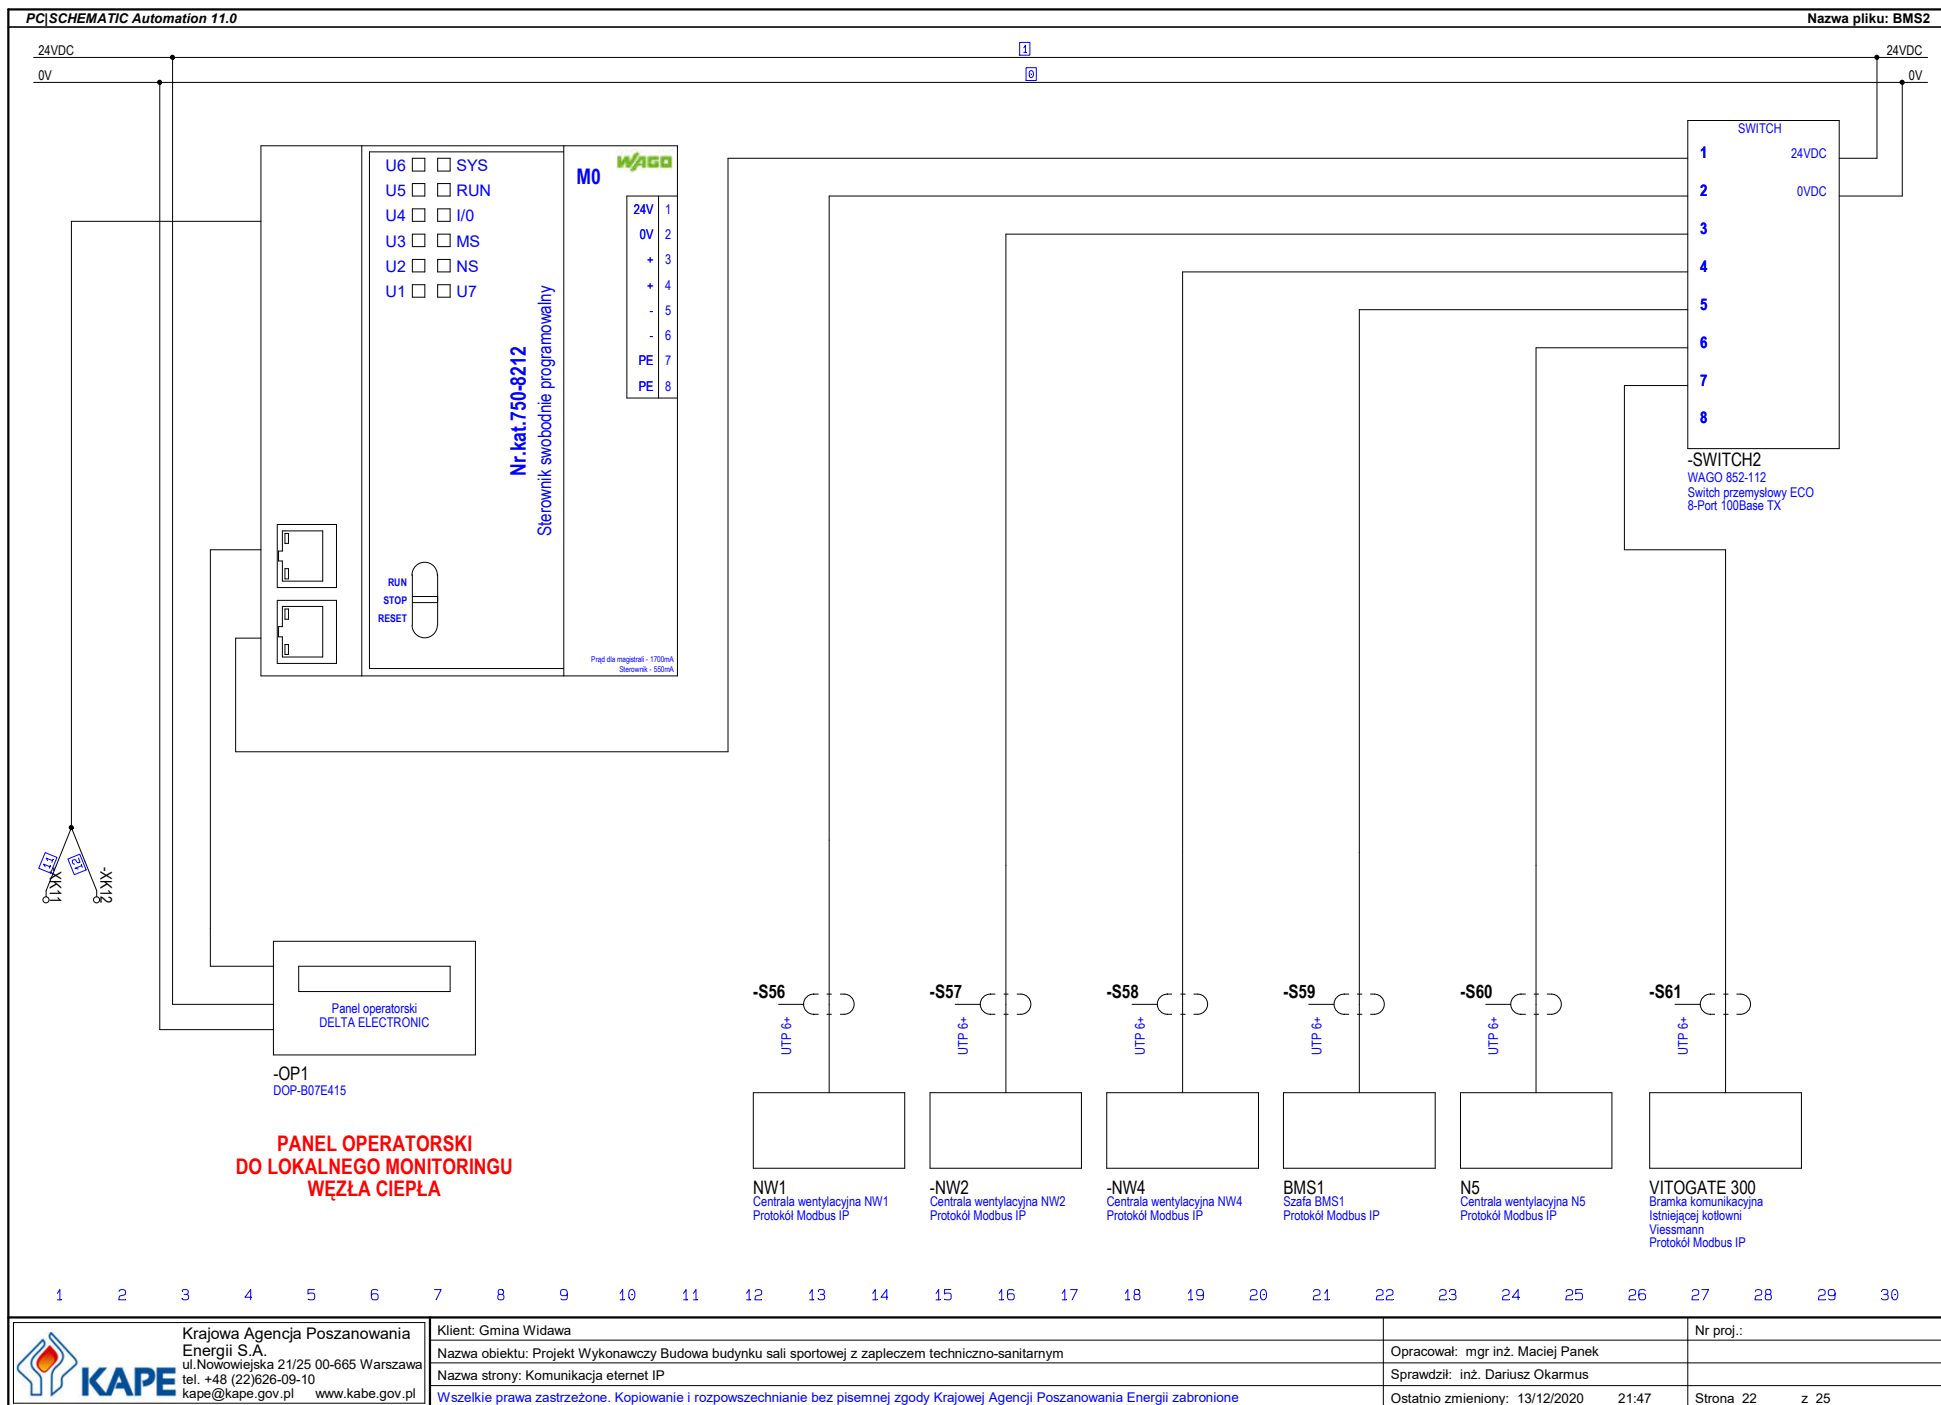 PC|SCHEMATIC Automation 11.0
Nazwa pliku: BMS2
24VDC
1
24VDC
0V
0
0V
SWITCH
1 24VDC
2 0VDC
3
4
5
6
7
8
-SWITCH2
WAGO 852-112
Switch przemysłowy ECO
8-Port 100Base TX
U6 SYS
U5 RUN
U4 I/0
U3 MS
U2 NS
U1 U7
WAGO
M0
24V 1
0V 2
+ 3
+ 4
- 5
- 6
PE 7
PE 8
Nr.kat.750-8212
Sterownik swobodnie programowalny
RUN
STOP
RESET
Prąd dla magistrali - 1700mA
Sterownik - 550mA
11
12
-XK11
-XK12
Panel operatorski
DELTA ELECTRONIC
-OP1
DOP-B07E415
PANEL OPERATORSKI
DO LOKALNEGO MONITORINGU
WĘZŁA CIEPŁA
-S56
UTP 6+
-S57
UTP 6+
-S58
UTP 6+
-S59
UTP 6+
-S60
UTP 6+
-S61
UTP 6+
NW1
Centrala wentylacyjna NW1
Protokół Modbus IP
-NW2
Centrala wentylacyjna NW2
Protokół Modbus IP
-NW4
Centrala wentylacyjna NW4
Protokół Modbus IP
BMS1
Szafa BMS1
Protokół Modbus IP
N5
Centrala wentylacyjna N5
Protokół Modbus IP
VITOGATE 300
Bramka komunikacyjna
Istniejącej kotłowni
Viessmann
Protokół Modbus IP
1 2 3 4 5 6 7 8 9 10 11 12 13 14 15 16 17 18 19 20 21 22 23 24 25 26 27 28 29 30
KAPE
Krajowa Agencja Poszanowania
Energii S.A.
ul.Nowowiejska 21/25 00-665 Warszawa
tel. +48 (22)626-09-10
kape@kape.gov.pl www.kabe.gov.pl
Klient: Gmina Widawa
Nazwa obiektu: Projekt Wykonawczy Budowa budynku sali sportowej z zapleczem techniczno-sanitarnym
Nazwa strony: Komunikacja eternet IP
Wszelkie prawa zastrzeżone. Kopiowanie i rozpowszechnianie bez pisemnej zgody Krajowej Agencji Poszanowania Energii zabronione
Opracował: mgr inż. Maciej Panek
Sprawdził: inż. Dariusz Okarmus
Ostatnio zmieniony: 13/12/2020 21:47
Nr proj.:
Strona 22 z 25